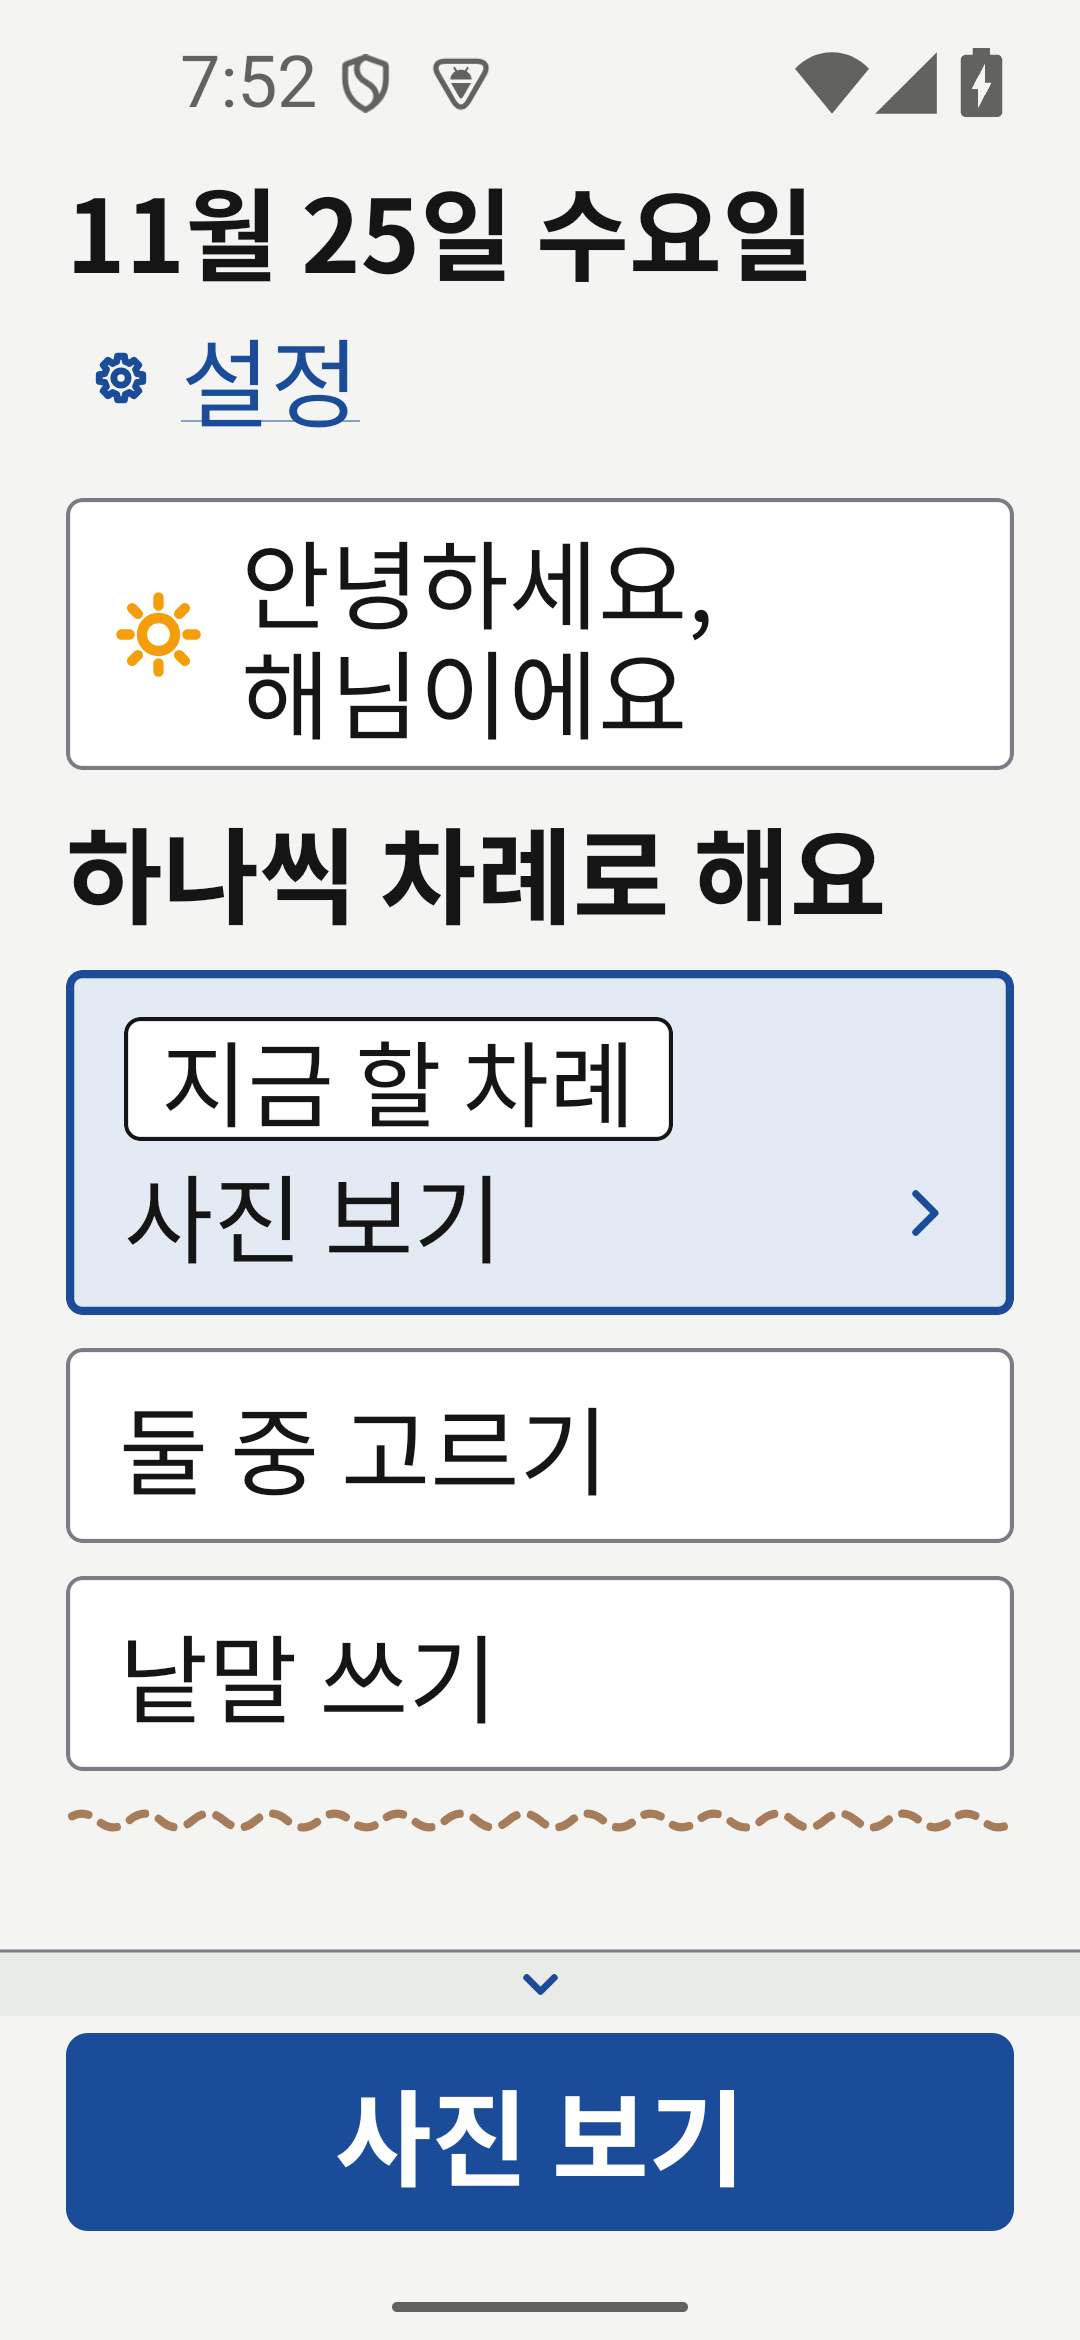 7:52
11월 25일 수요일
설정
안녕하세요,
해님이에요
하나씩 차례로 해요
지금 할 차례
사진 보기
둘 중 고르기
낱말 쓰기
사진 보기